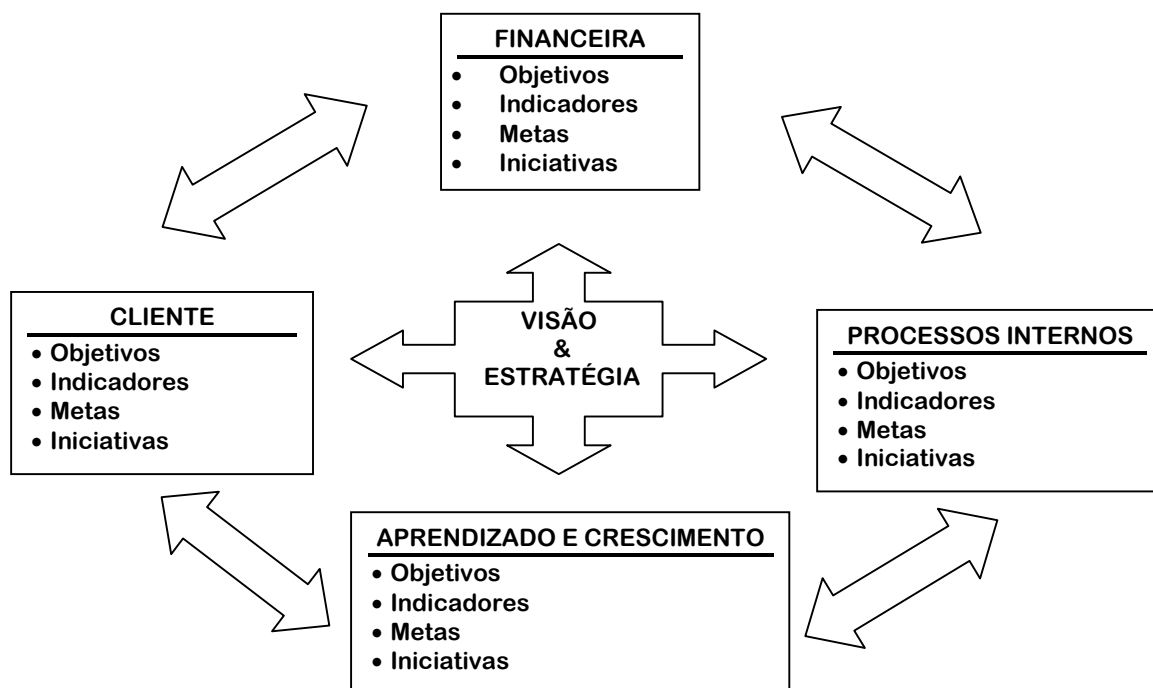 FINANCEIRA
• Objetivos
• Indicadores
• Metas
• Iniciativas
CLIENTE
• Objetivos
• Indicadores
• Metas
• Iniciativas
VISÃO
&
ESTRATÉGIA
PROCESSOS INTERNOS
• Objetivos
• Indicadores
• Metas
• Iniciativas
APRENDIZADO E CRESCIMENTO
• Objetivos
• Indicadores
• Metas
• Iniciativas